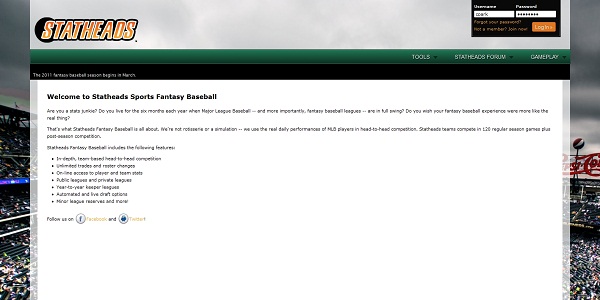 STATHEADS
Username Password
cpark ••••••••
Forgot your password?
Not a member? Join now Log In »
TOOLS STATHEADS FORUM GAMEPLAY
The 2011 fantasy baseball season begins in March.
Welcome to Statheads Sports Fantasy Baseball
Are you a stats junkie? Do you live for the six months each year when Major League Baseball -- and more importantly, fantasy baseball leagues -- are in full swing? Do you wish your fantasy baseball experience were more like the
real thing?
That's what Statheads Fantasy Baseball is all about. We're not rotisserie or a simulation -- we use the real daily performances of MLB players in head-to-head competition. Statheads teams compete in 120 regular season games plus
post-season competition.
Statheads Fantasy Baseball includes the following features:
• In-depth, team-based head-to-head competition
• Unlimited trades and roster changes
• On-line access to player and team stats
• Public leagues and private leagues
• Year-to-year keeper leagues
• Automated and live draft options
• Minor league reserves and more!
Follow us on Facebook and Twitter!